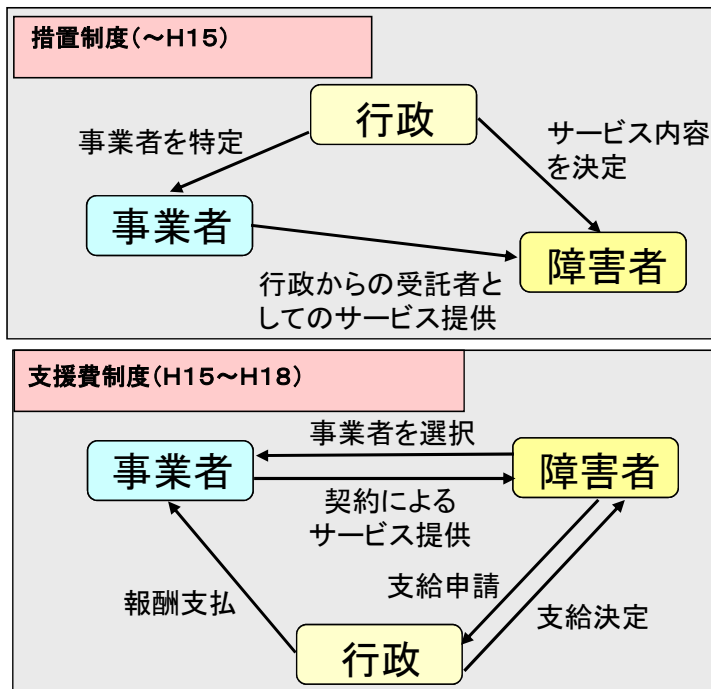 措置制度(～H15)
行政
事業者を特定
サービス内容
を決定
事業者
障害者
行政からの受託者と
してのサービス提供
支援費制度(H15～H18)
事業者を選択
事業者
障害者
契約による
サービス提供
支給申請
報酬支払
支給決定
行政